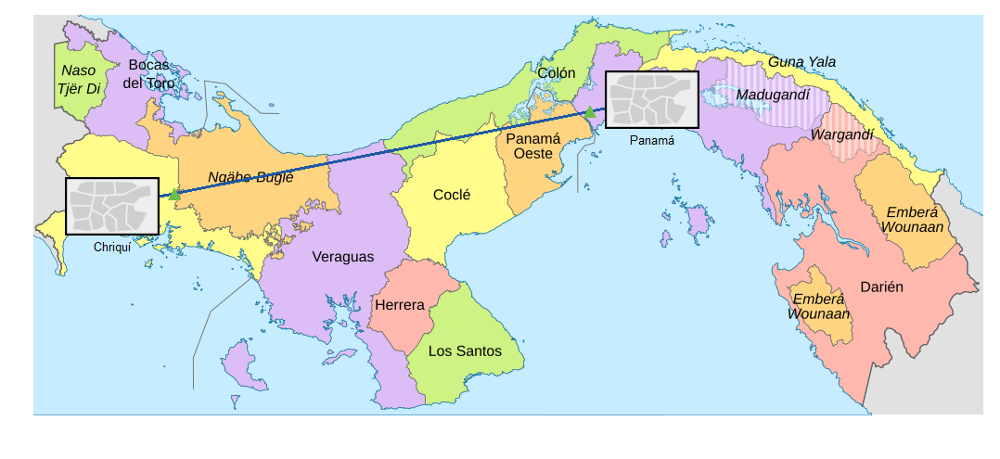 Naso
Tjër Di
Bocas
del Toro
Colón
Guna Yala
Madugandí
Wargandí
Panamá
Panamá
Oeste
Ngäbe-Buglé
Coclé
Chriquí
Veraguas
Herrera
Los Santos
Emberá
Wounaan
Darién
Emberá
Wounaan